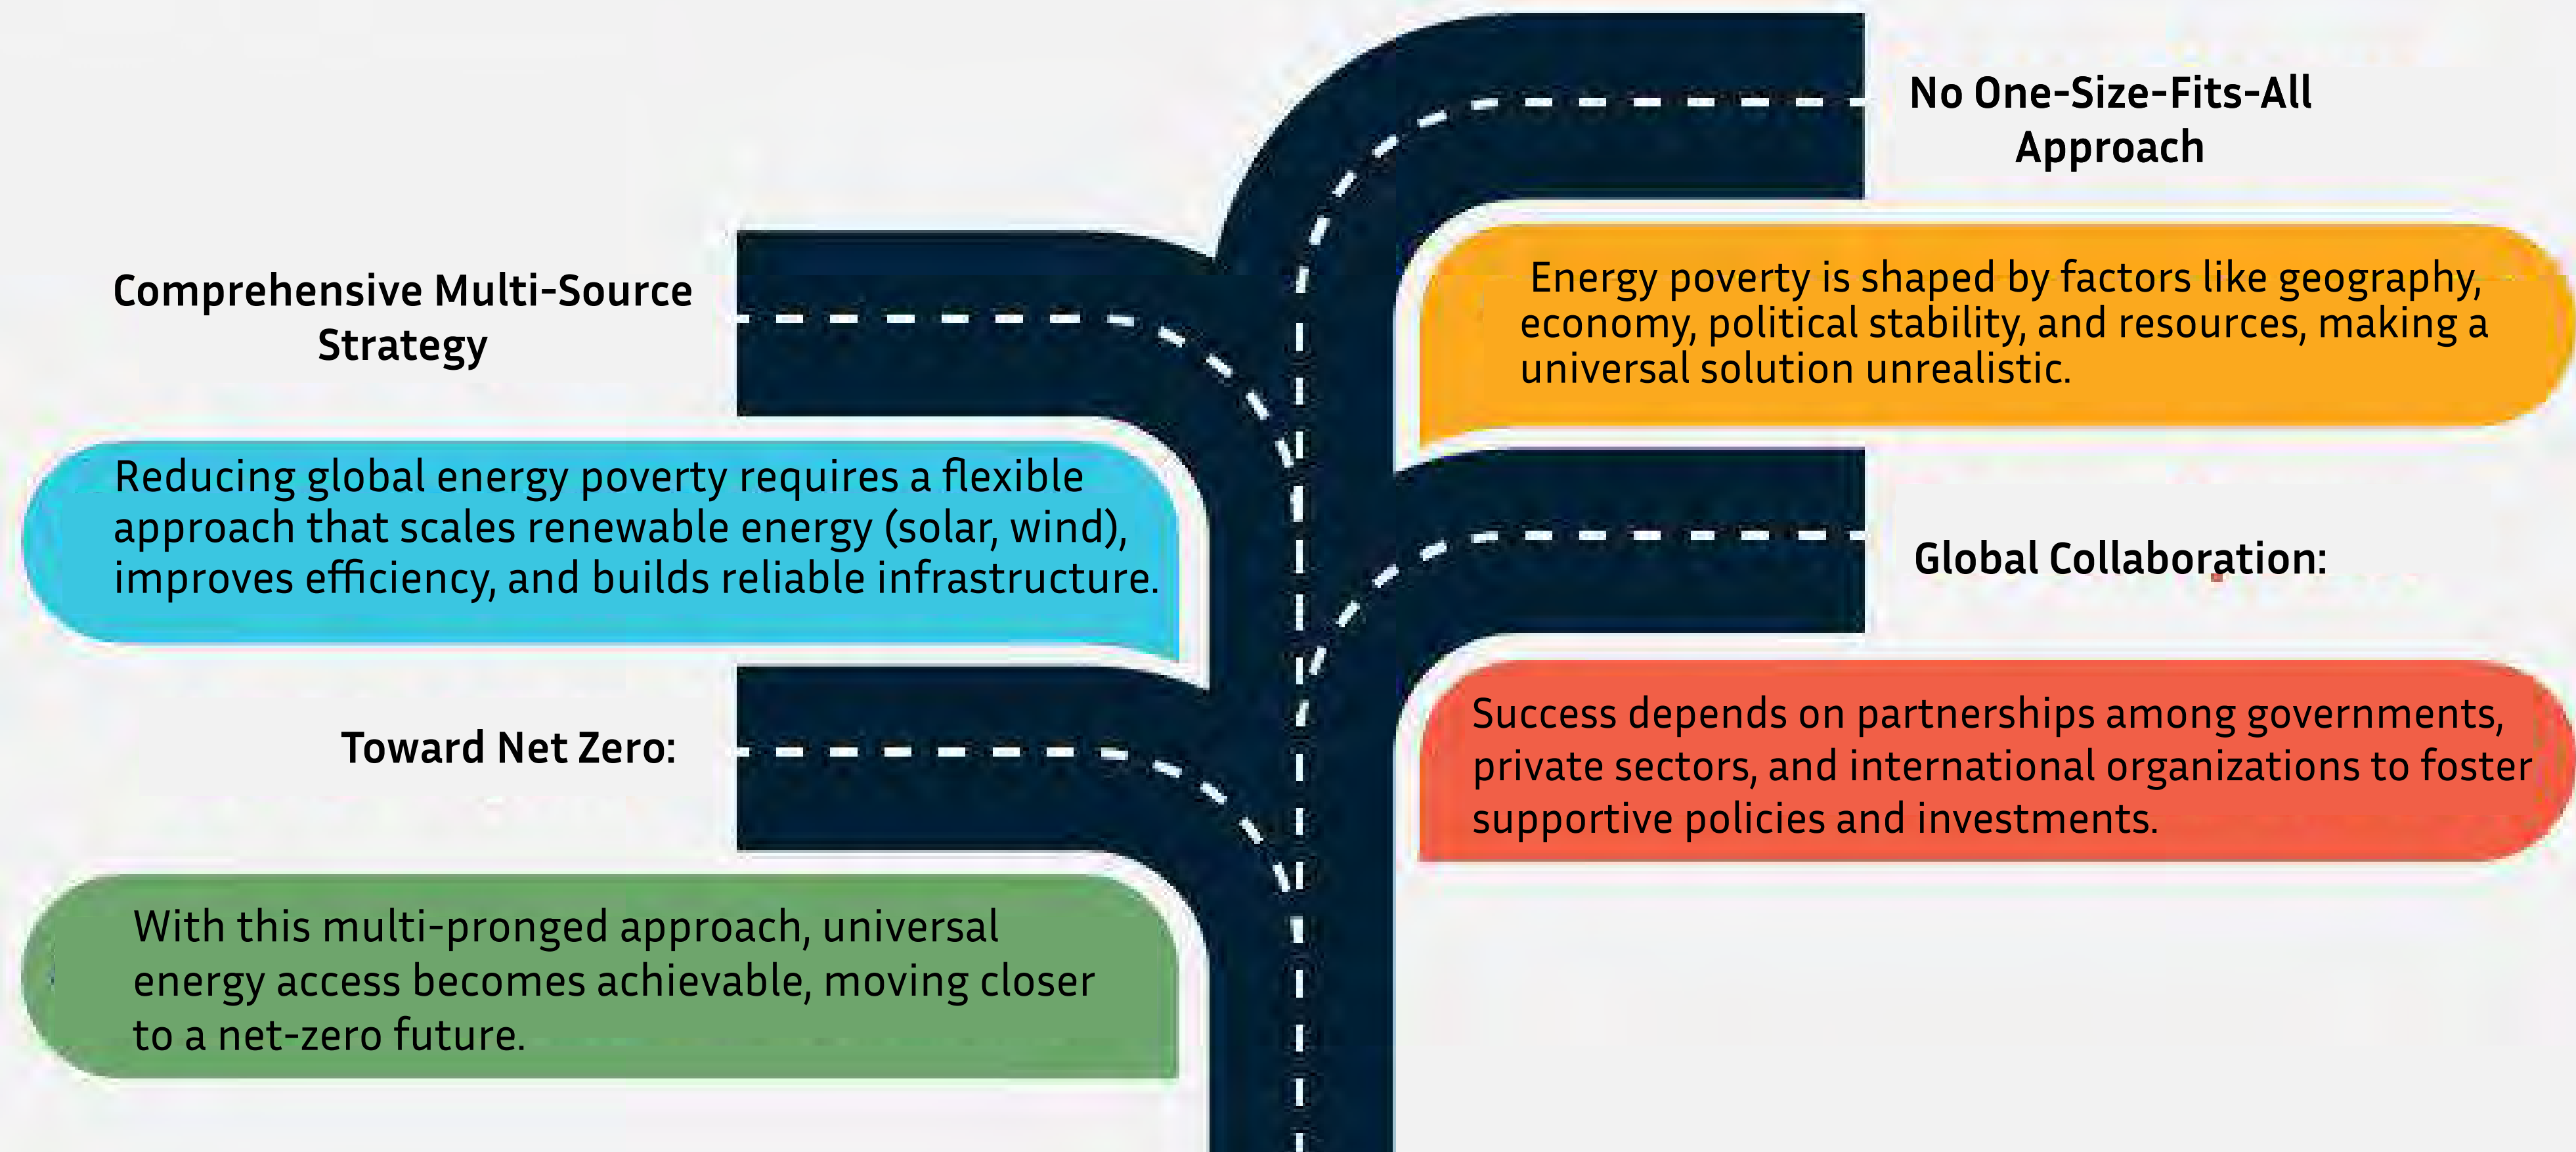 No One-Size-Fits-All
Approach
Energy poverty is shaped by factors like geography,
economy, political stability, and resources, making a
universal solution unrealistic.
Comprehensive Multi-Source
Strategy
Reducing global energy poverty requires a flexible
approach that scales renewable energy (solar, wind),
improves efficiency, and builds reliable infrastructure.
Global Collaboration:
Success depends on partnerships among governments,
private sectors, and international organizations to foster
supportive policies and investments.
Toward Net Zero:
With this multi-pronged approach, universal
energy access becomes achievable, moving closer
to a net-zero future.